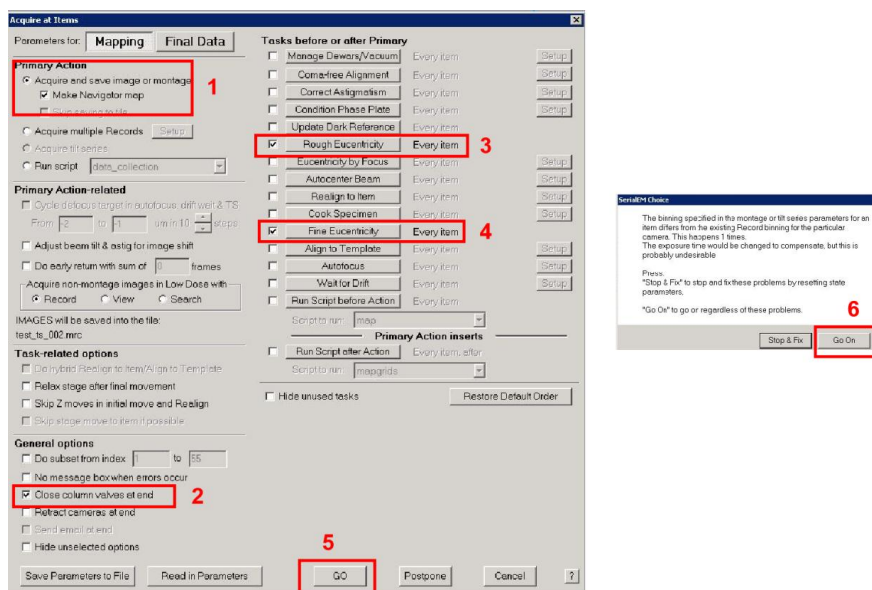 Acquire at Items
Parameters for: Mapping Final Data
Primary Action
Acquire and save image or montage
Make Navigator map
Skip saving to file
1
Acquire multiple Records Setup
Acquire tilt series
Run script data_collection
Primary Action-related
Cycle defocus target in autofocus, drift wait & TS
From -2 to -1 um in 10 steps
Adjust beam tilt & astig for image shift
Do early return with sum of 0 frames
Acquire non-montage images in Low Dose with
Record View Search
IMAGES will be saved into the file:
test_ts_002.mrc
Task-related options
Do hybrid Realign to Item/Align to Template
Relax stage after final movement
Skip Z moves in initial move and Realign
Skip stage move to item if possible
General options
Do subset from index 1 to 55
No message box when errors occur
Close column valves at end 2
Retract cameras at end
Send email at end
Hide unselected options
Tasks before or after Primary
Manage Dewars/Vacuum Every item Setup
Coma-free Alignment Every item Setup
Correct Astigmatism Every item Setup
Condition Phase Plate Every item Setup
Update Dark Reference Every item
Rough Eucentricity Every item 3
Eucentricity by Focus Every item Setup
Autocenter Beam Every item Setup
Realign to Item Every item Setup
Cook Specimen Every item Setup
Fine Eucentricity Every item 4
Align to Template Every item Setup
Autofocus Every item Setup
Wait for Drift Every item Setup
Run Script before Action Every item
Script to run: map
Primary Action inserts
Run Script after Action Every item, after
Script to run: mapgrids
Hide unused tasks Restore Default Order
5
Save Parameters to File Read in Parameters GO Postpone Cancel ?
SerialEM Choice
The binning specified in the montage or tilt series parameters for an
item differs from the existing Record binning for the particular
camera. This happens 1 times.
The exposure time would be changed to compensate, but this is
probably undesirable
Press:
"Stop & Fix" to stop and fix these problems by resetting state
parameters,
"Go On" to go or regardless of these problems.
6
Stop & Fix Go On